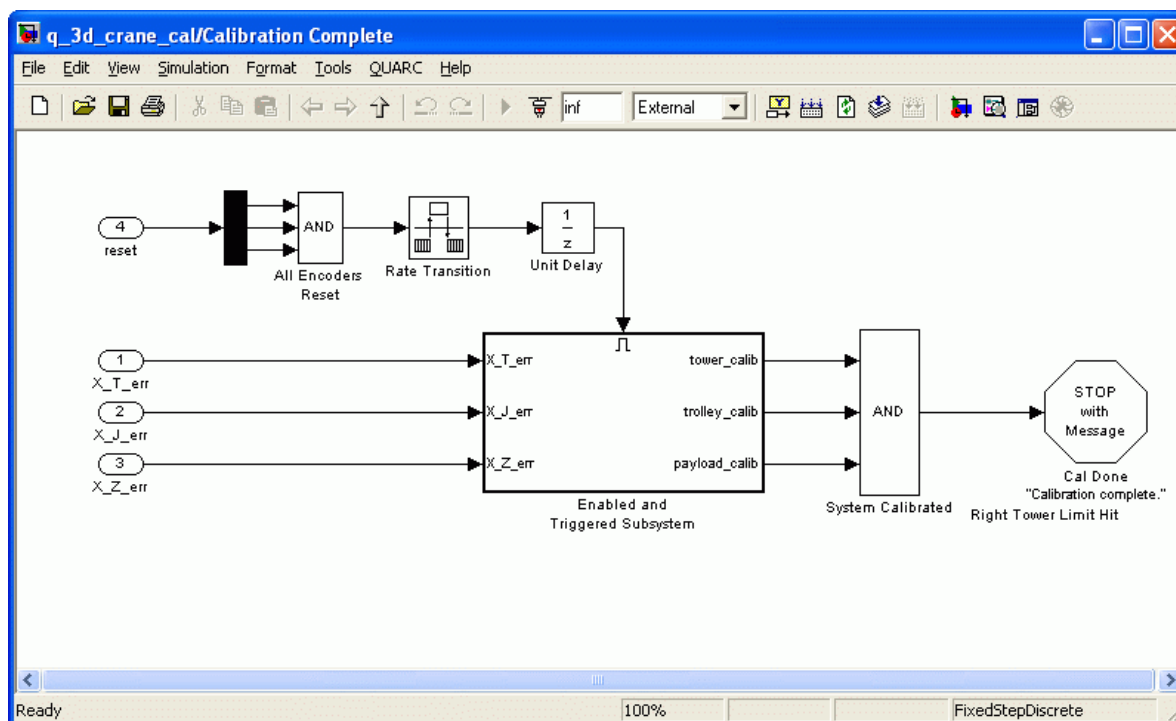 q_3d_crane_cal/Calibration Complete
File Edit View Simulation Format Tools QUARC Help
inf External
4
reset
AND
All Encoders
Reset
Rate Transition
1
z
Unit Delay
1
X_T_err
2
X_J_err
3
X_Z_err
X_T_err
X_J_err
X_Z_err
tower_calib
trolley_calib
payload_calib
Enabled and
Triggered Subsystem
AND
System Calibrated
STOP
with
Message
Cal Done
"Calibration complete."
Right Tower Limit Hit
Ready 100% FixedStepDiscrete